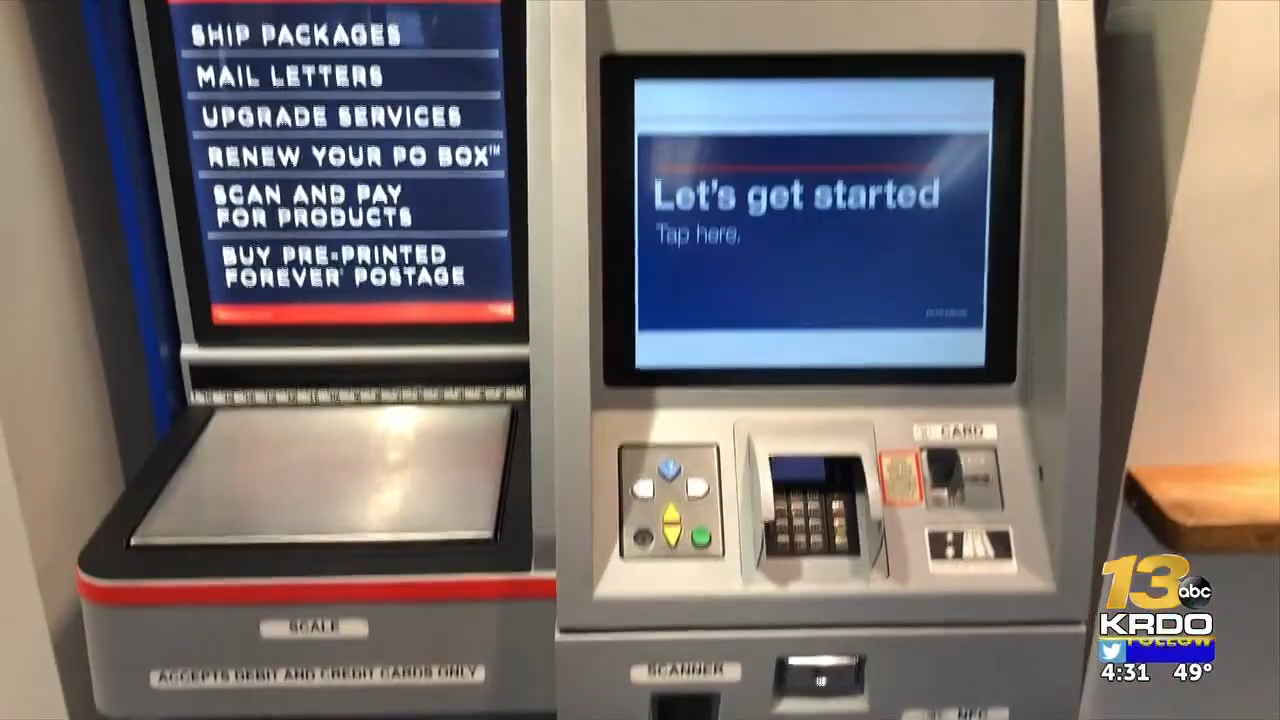 SHIP PACKAGES
MAIL LETTERS
UPGRADE SERVICES
RENEW YOUR PO BOX™
SCAN AND PAY
FOR PRODUCTS
BUY PRE-PRINTED
FOREVER® POSTAGE
Let's get started
Tap here.
CARD
SCALE
ACCEPTS DEBIT AND CREDIT CARDS ONLY
SCANNER
NFC
13
abc
KRDO
FOLLOW
4:31 49°